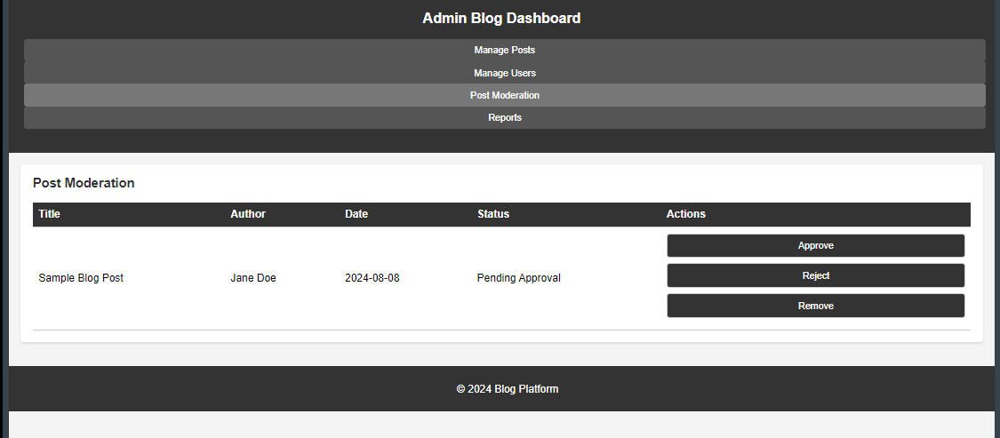 Admin Blog Dashboard
Manage Posts
Manage Users
Post Moderation
Reports
Post Moderation
Title Author Date Status Actions
Sample Blog Post Jane Doe 2024-08-08 Pending Approval
Approve
Reject
Remove
© 2024 Blog Platform